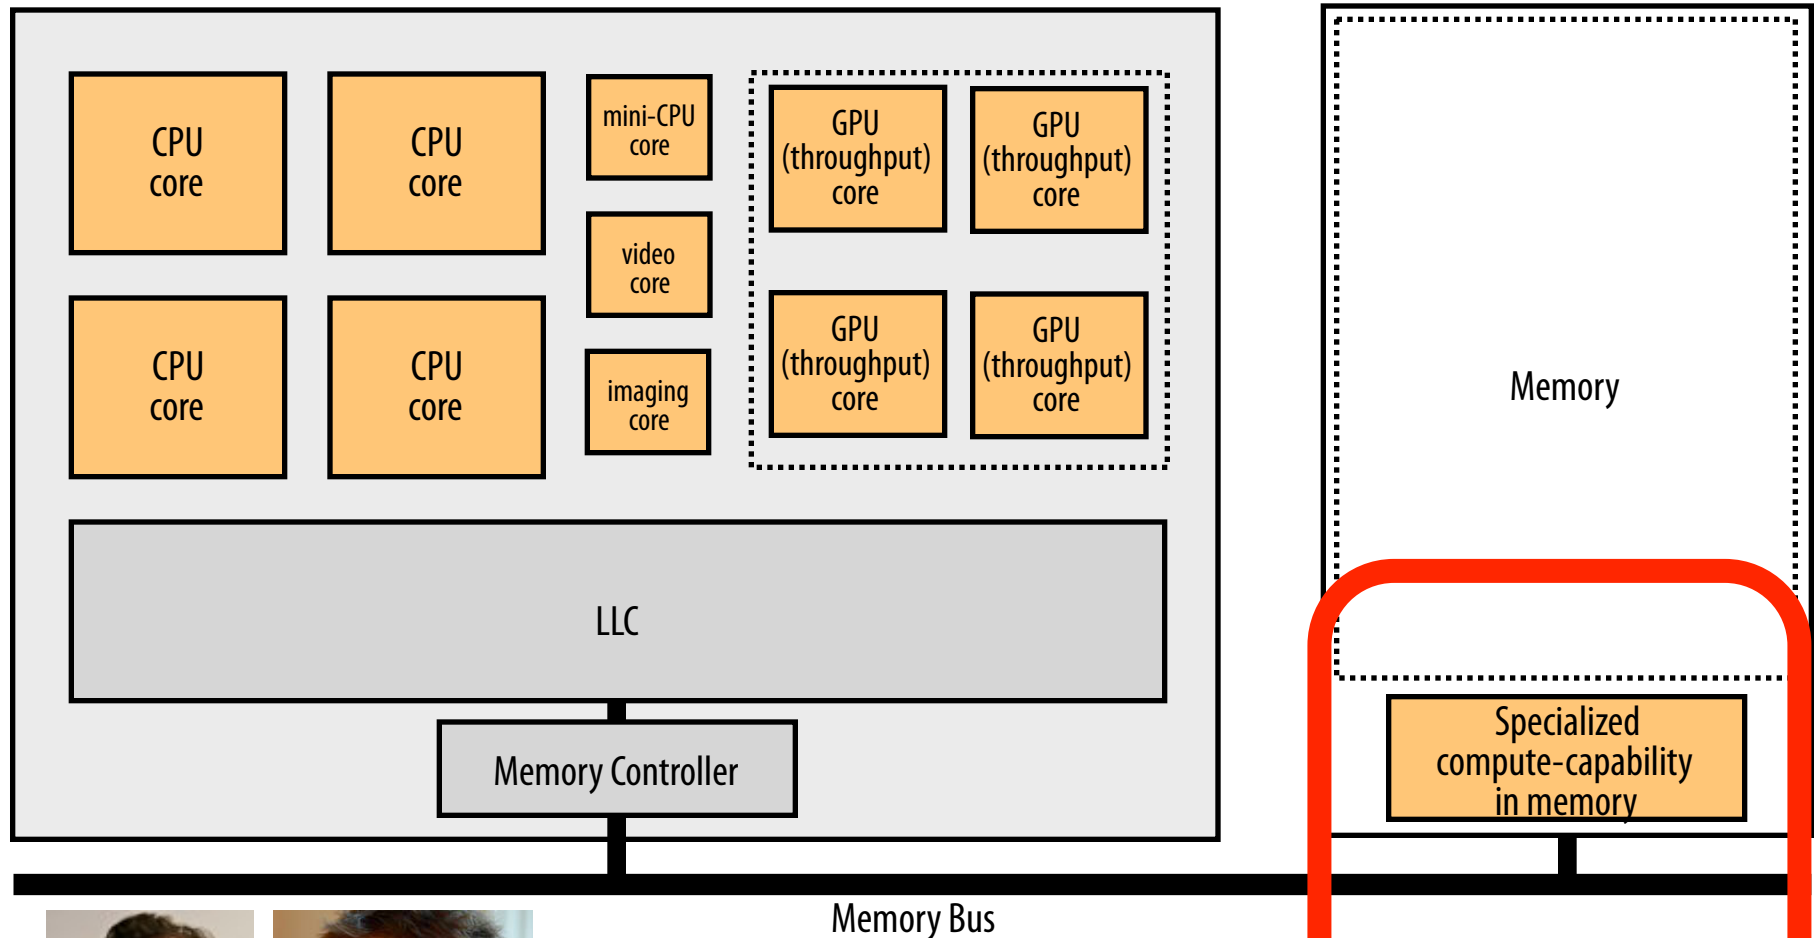 CPU
core
CPU
core
mini-CPU
core
GPU
(throughput)
core
GPU
(throughput)
core
video
core
CPU
core
CPU
core
imaging
core
GPU
(throughput)
core
GPU
(throughput)
core
LLC
Memory Controller
Memory
Specialized
compute-capability
in memory
Memory Bus